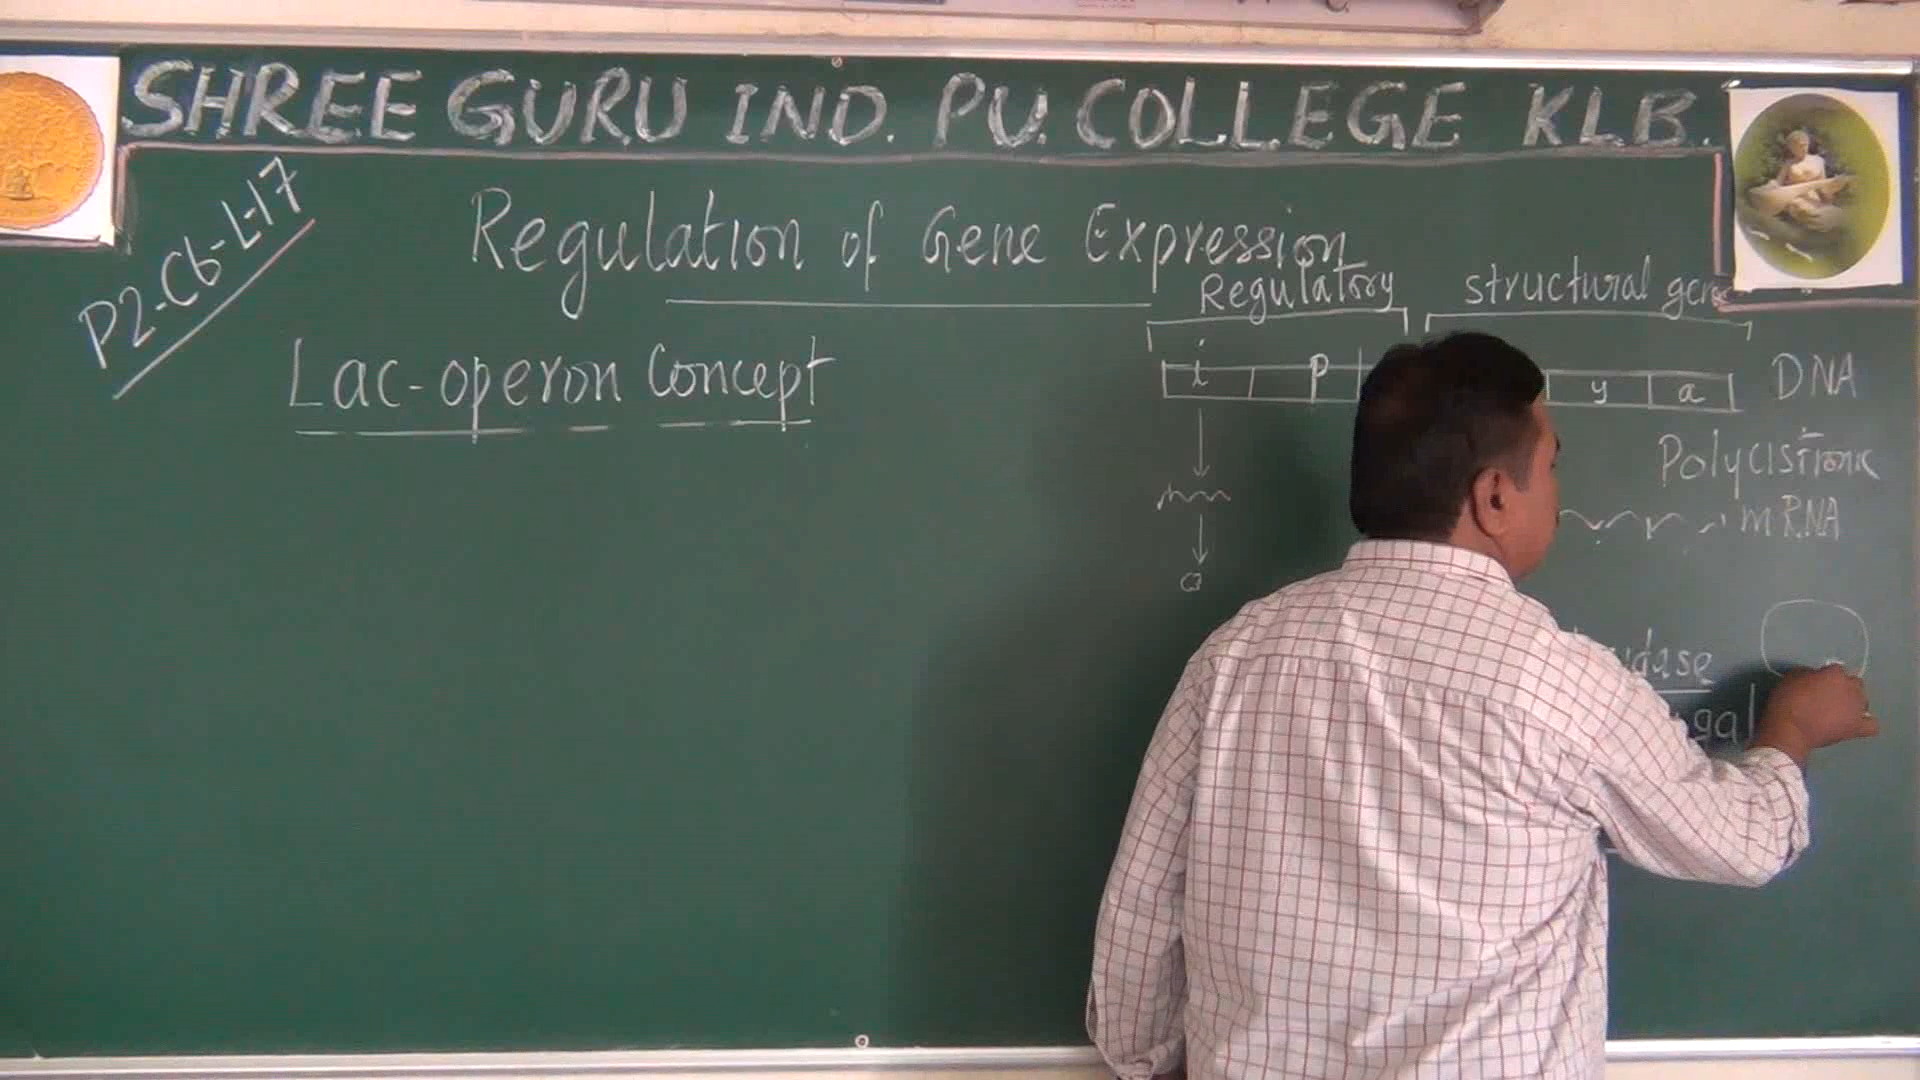 SHREE GURU IND. PU. COLLEGE KLB.
P2-C6-L-17
Regulation of Gene Expression
Regulatory structural
Lac-operon Concept
i P y a DNA
Polycistronic
mRNA
gal